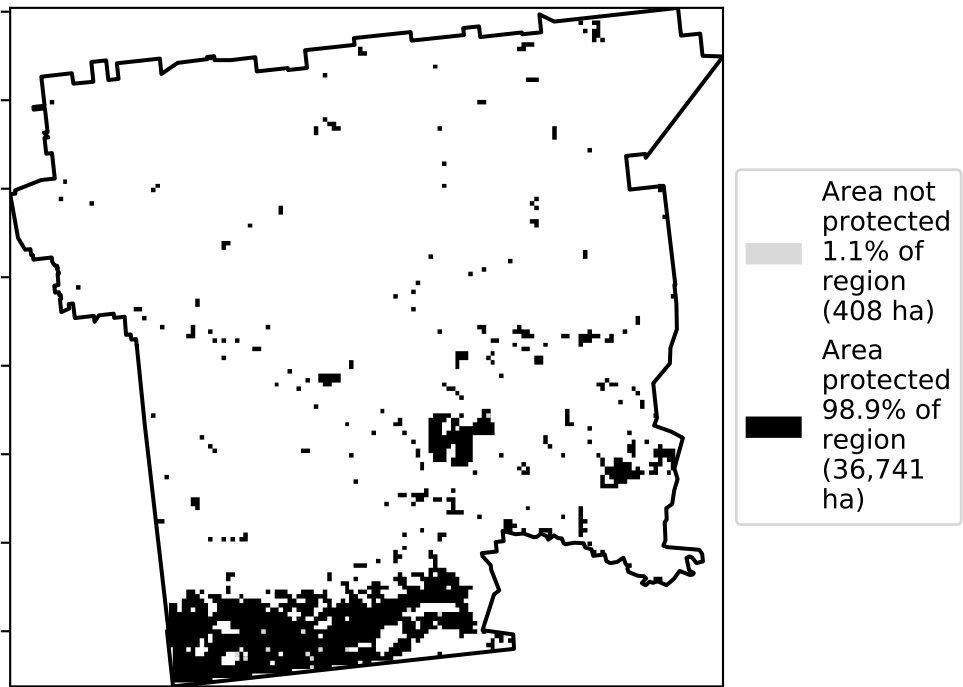 Area not
protected
1.1% of
region
(408 ha)
Area
protected
98.9% of
region
(36,741
ha)